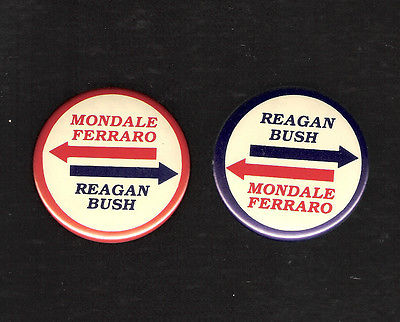 MONDALE
FERRARO
REAGAN
BUSH
REAGAN
BUSH
MONDALE
FERRARO